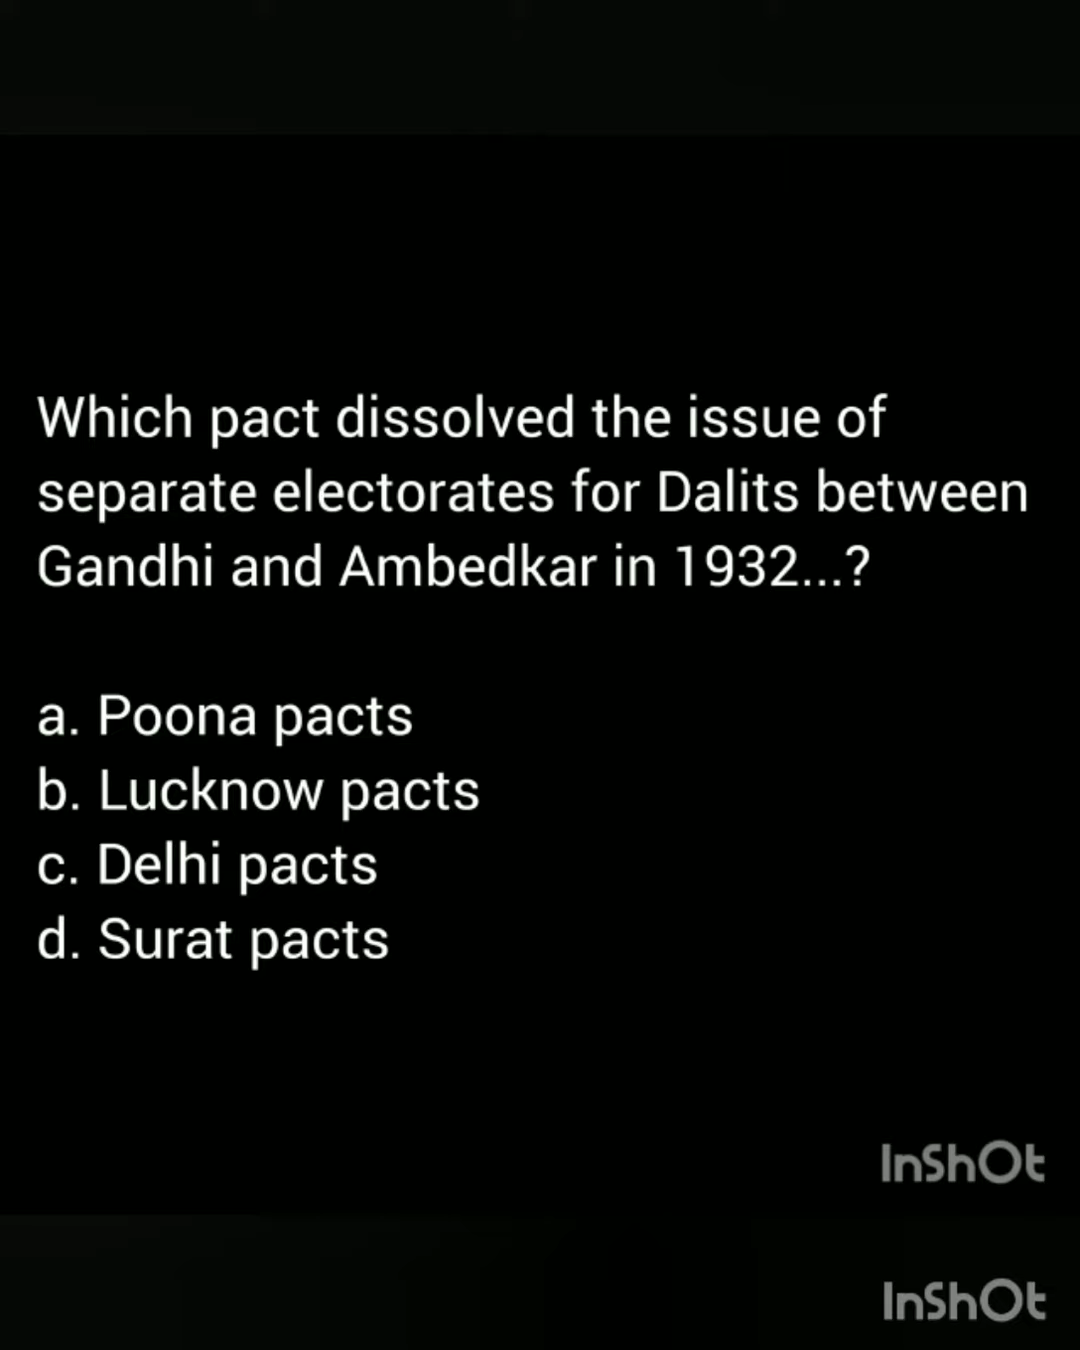 Which pact dissolved the issue of
separate electorates for Dalits between
Gandhi and Ambedkar in 1932...?
a. Poona pacts
b. Lucknow pacts
c. Delhi pacts
d. Surat pacts
InShOt
InShOt